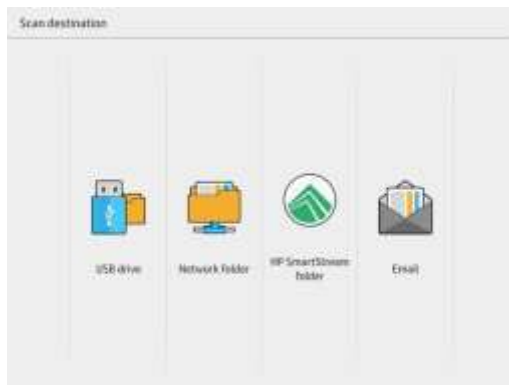 Scan destination
USB drive
Network folder
HP SmartStream
folder
Email